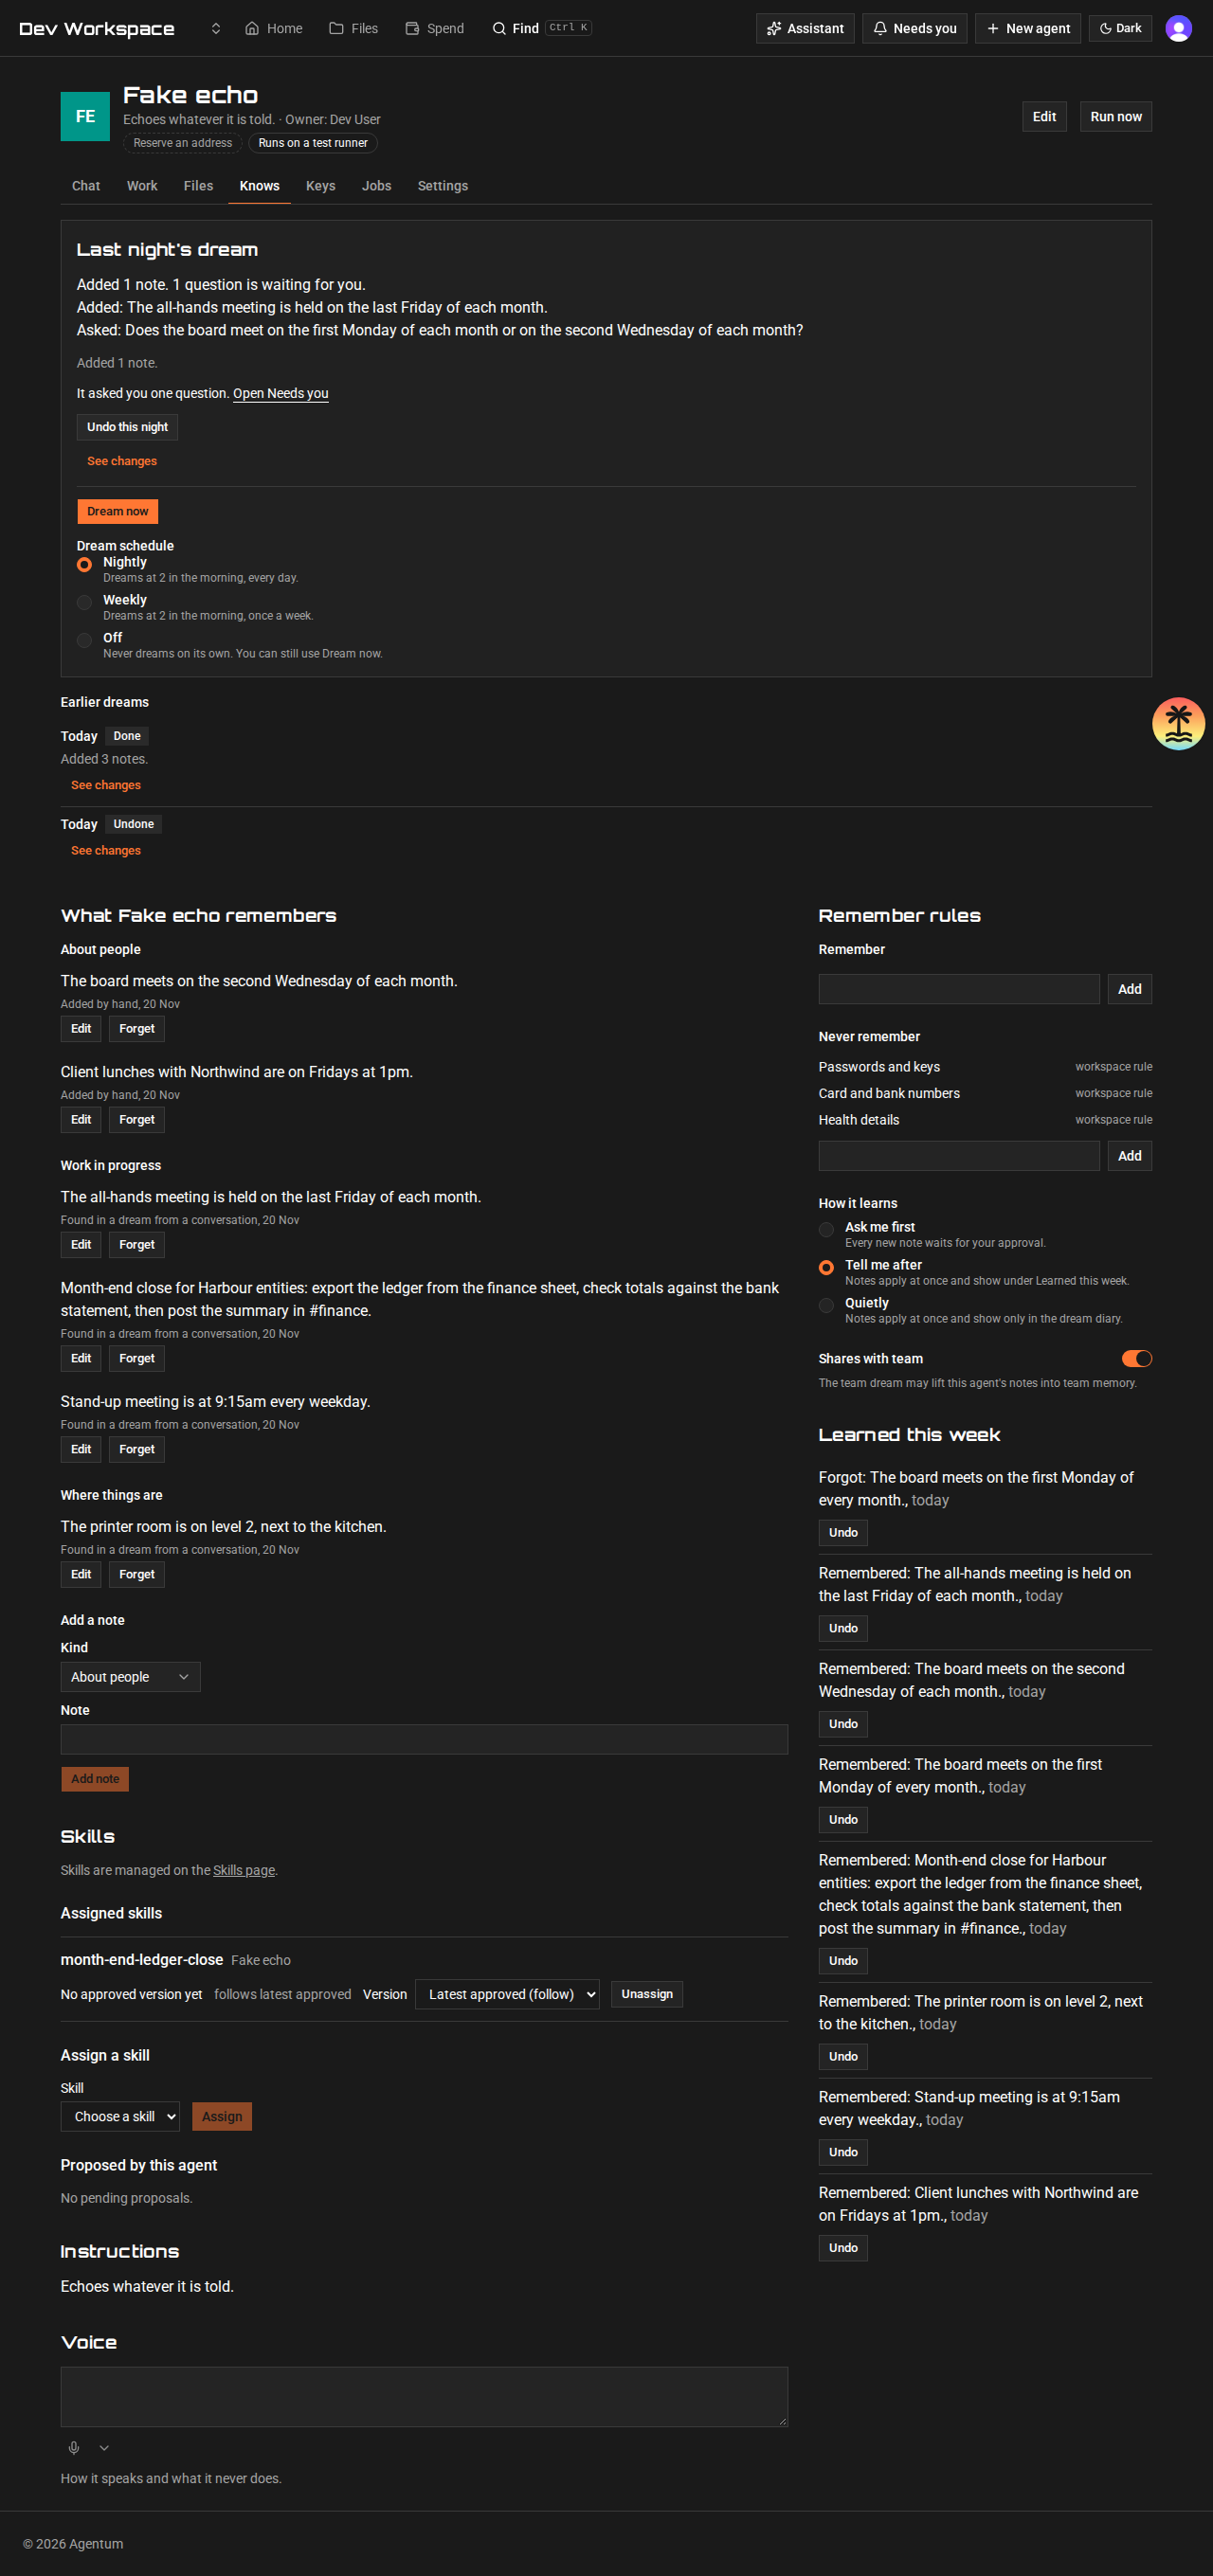 Dev Workspace
Home
Files
Spend
Find Ctrl K
Assistant
Needs you
New agent
Dark
FE
Fake echo
Echoes whatever it is told. · Owner: Dev User
Reserve an address
Runs on a test runner
Edit
Run now
Chat
Work
Files
Knows
Keys
Jobs
Settings
Last night's dream
Added 1 note. 1 question is waiting for you.
Added: The all-hands meeting is held on the last Friday of each month.
Asked: Does the board meet on the first Monday of each month or on the second Wednesday of each month?
Added 1 note.
It asked you one question. Open Needs you
Undo this night
See changes
Dream now
Dream schedule
Nightly
Dreams at 2 in the morning, every day.
Weekly
Dreams at 2 in the morning, once a week.
Off
Never dreams on its own. You can still use Dream now.
Earlier dreams
Today Done
Added 3 notes.
See changes
Today Undone
See changes
What Fake echo remembers
About people
The board meets on the second Wednesday of each month.
Added by hand, 20 Nov
Edit
Forget
Client lunches with Northwind are on Fridays at 1pm.
Added by hand, 20 Nov
Edit
Forget
Work in progress
The all-hands meeting is held on the last Friday of each month.
Found in a dream from a conversation, 20 Nov
Edit
Forget
Month-end close for Harbour entities: export the ledger from the finance sheet, check totals against the bank
statement, then post the summary in #finance.
Found in a dream from a conversation, 20 Nov
Edit
Forget
Stand-up meeting is at 9:15am every weekday.
Found in a dream from a conversation, 20 Nov
Edit
Forget
Where things are
The printer room is on level 2, next to the kitchen.
Found in a dream from a conversation, 20 Nov
Edit
Forget
Add a note
Kind
About people
Note
Add note
Skills
Skills are managed on the Skills page.
Assigned skills
month-end-ledger-close Fake echo
No approved version yet follows latest approved Version Latest approved (follow) Unassign
Assign a skill
Skill
Choose a skill
Assign
Proposed by this agent
No pending proposals.
Instructions
Echoes whatever it is told.
Voice
How it speaks and what it never does.
Remember rules
Remember
Add
Never remember
Passwords and keys workspace rule
Card and bank numbers workspace rule
Health details workspace rule
Add
How it learns
Ask me first
Every new note waits for your approval.
Tell me after
Notes apply at once and show under Learned this week.
Quietly
Notes apply at once and show only in the dream diary.
Shares with team
The team dream may lift this agent's notes into team memory.
Learned this week
Forgot: The board meets on the first Monday of
every month., today
Undo
Remembered: The all-hands meeting is held on
the last Friday of each month., today
Undo
Remembered: The board meets on the second
Wednesday of each month., today
Undo
Remembered: The board meets on the first
Monday of every month., today
Undo
Remembered: Month-end close for Harbour
entities: export the ledger from the finance sheet,
check totals against the bank statement, then
post the summary in #finance., today
Undo
Remembered: The printer room is on level 2, next
to the kitchen., today
Undo
Remembered: Stand-up meeting is at 9:15am
every weekday., today
Undo
Remembered: Client lunches with Northwind are
on Fridays at 1pm., today
Undo
© 2026 Agentum